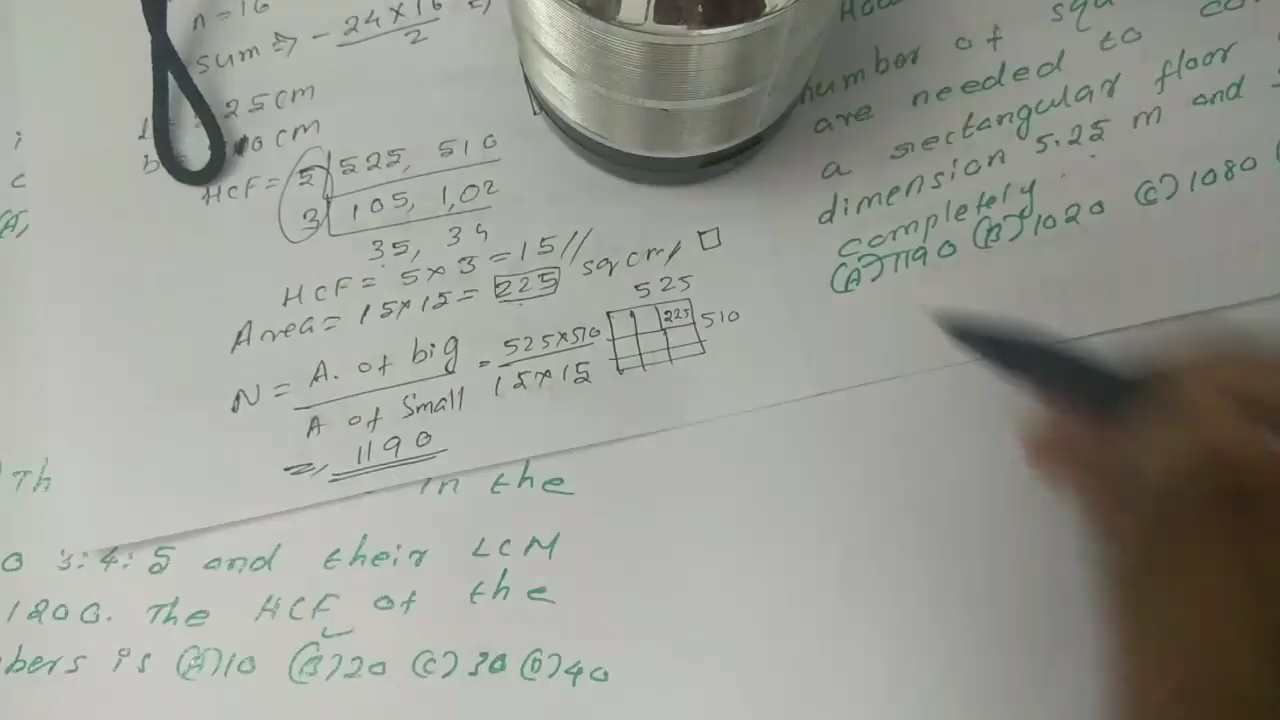 n = 16
sum ⇒ - 24 × 16 / 2
25 cm
cm
HCF = 5 | 525, 510
3 | 105, 102
35, 34
HCF = 5 × 3 = 15 //
Area = 15 × 15 = 225 sq cm,
N = A. of big / A of Small = 525 × 510 / 15 × 15
⇒ 1190
525
225
510
number of squ
are needed to
a rectangular floor
dimension 5.25 m and
completely.
(A) 1190 (B) 1020 (C) 1080
Th in the
3 : 4 : 5 and their LCM
1200. The HCF of the
bers is (A) 10 (B) 20 (C) 30 (D) 40